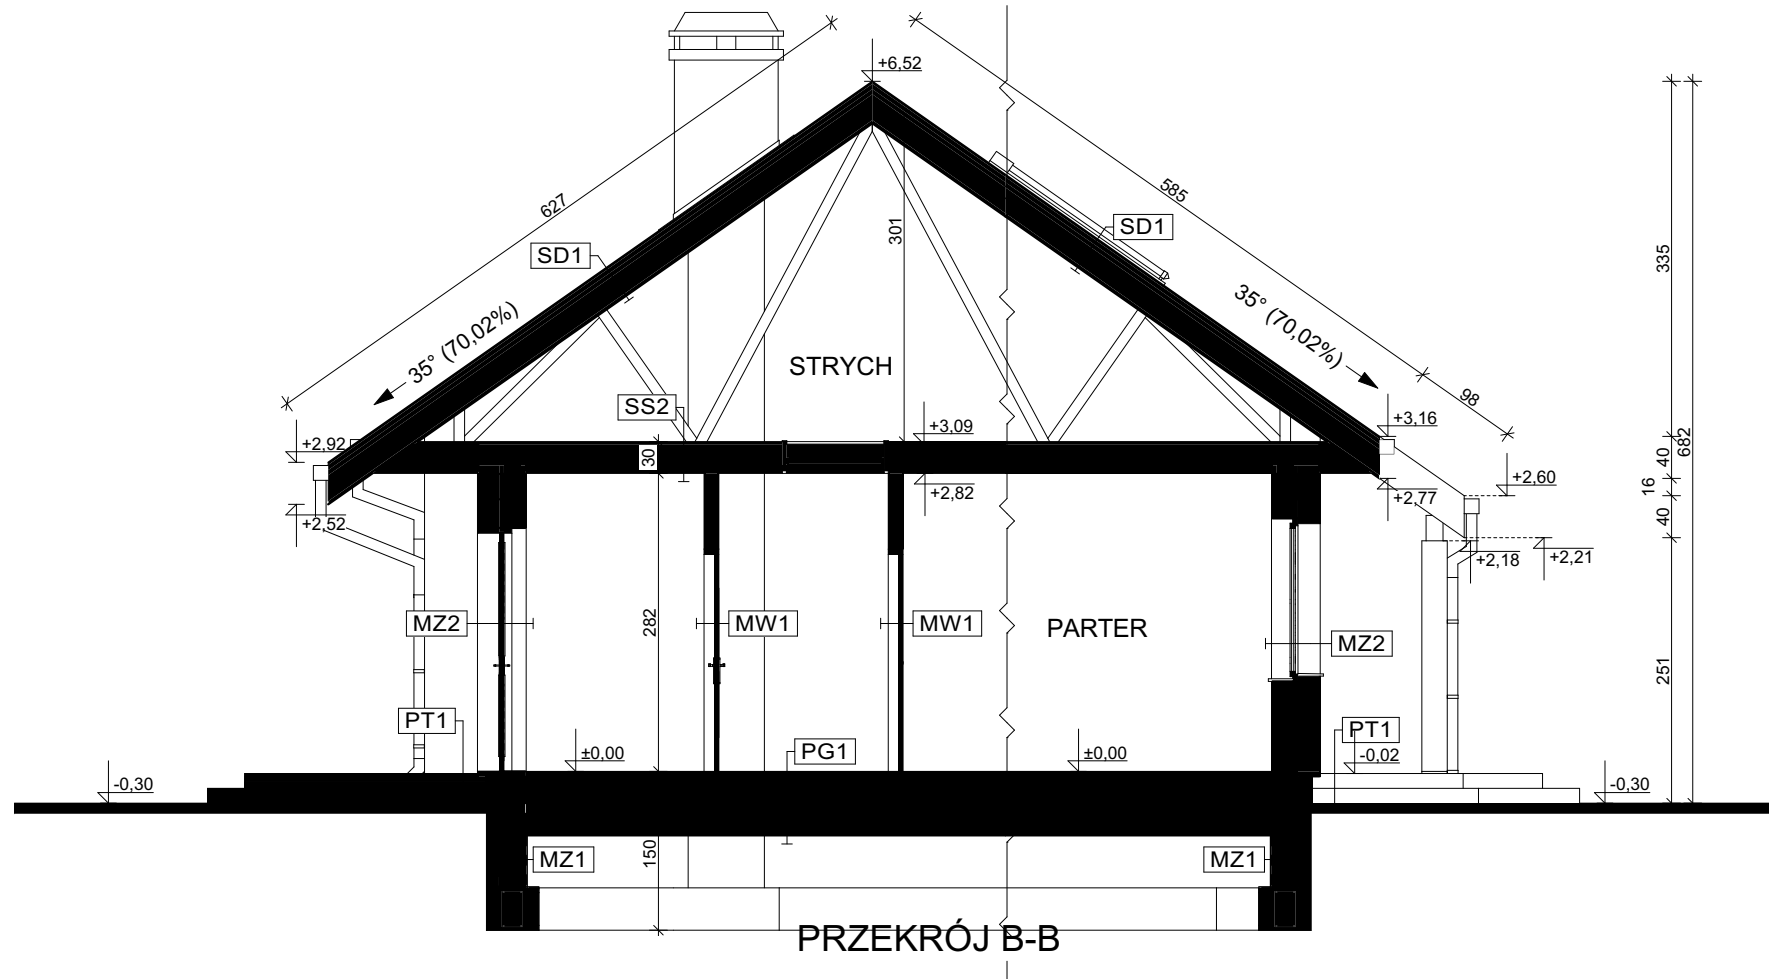 +6,52
627
585
301
SD1
SD1
335
35° (70,02%)
35° (70,02%)
STRYCH
98
SS2
+2,92
+3,09
+3,16
682
40
30
+2,82
+2,77
+2,60
16
+2,52
40
+2,18
+2,21
MZ2
282
MW1
MW1
PARTER
MZ2
251
PT1
PT1
±0,00
PG1
±0,00
-0,02
-0,30
-0,30
MZ1
150
MZ1
PRZEKRÓJ B-B